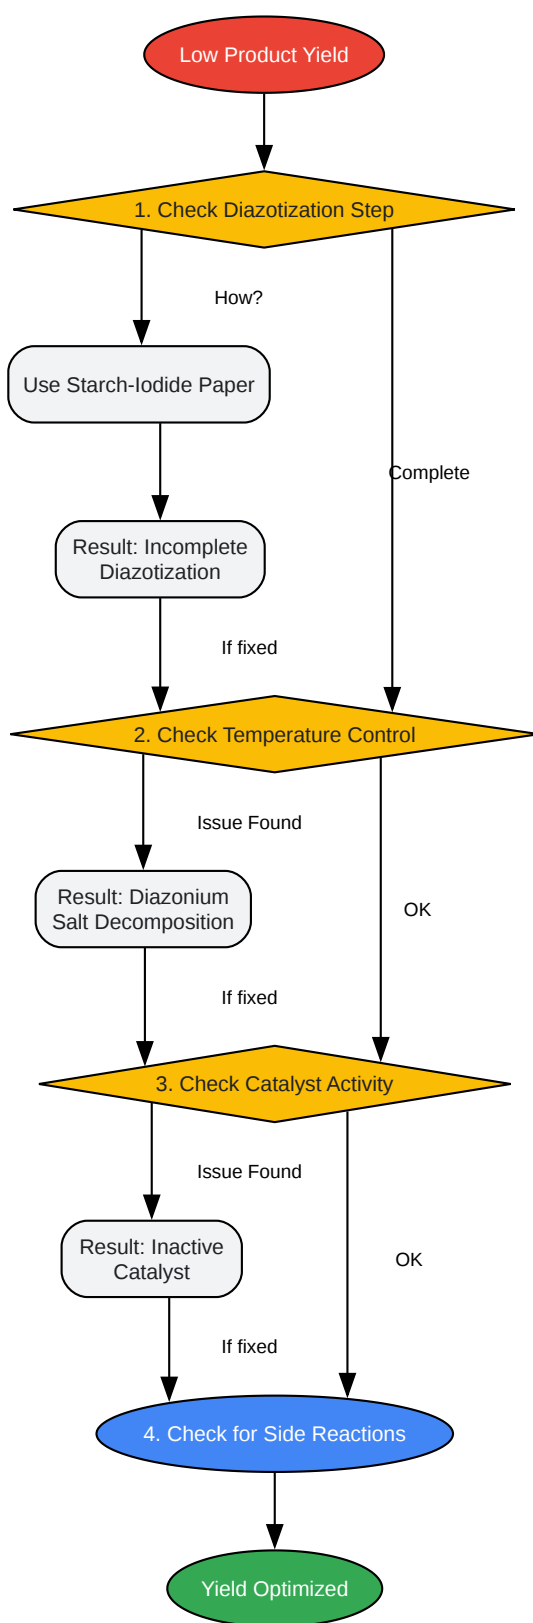 Low Product Yield
1. Check Diazotization Step
How?
Use Starch-Iodide Paper
Complete
Result: Incomplete
Diazotization
If fixed
2. Check Temperature Control
Issue Found
Result: Diazonium
Salt Decomposition
OK
If fixed
3. Check Catalyst Activity
Issue Found
Result: Inactive
Catalyst
OK
If fixed
4. Check for Side Reactions
Yield Optimized